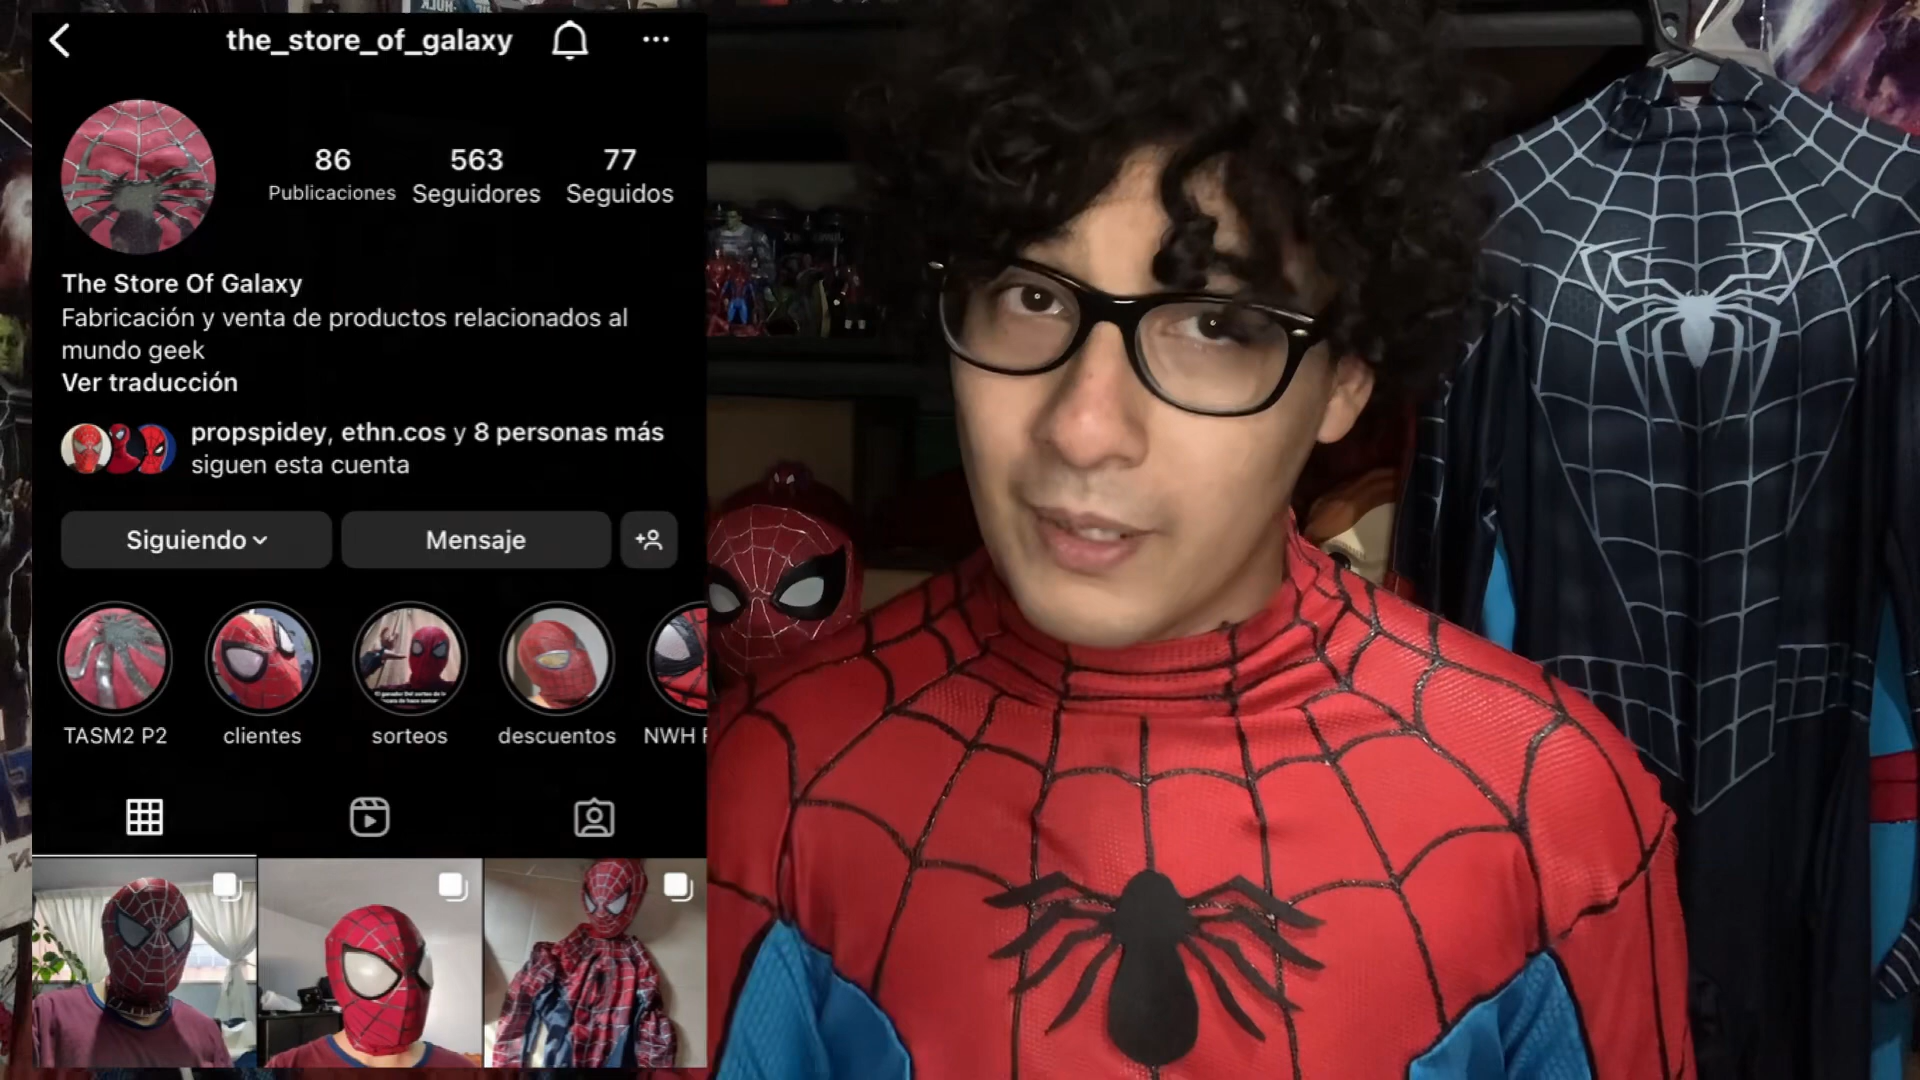 the_store_of_galaxy
86
563
77
Publicaciones
Seguidores
Seguidos
The Store Of Galaxy
Fabricación y venta de productos relacionados al
mundo geek
Ver traducción
propspidey, ethn.cos y 8 personas más
siguen esta cuenta
Siguiendo
Mensaje
TASM2 P2
clientes
sorteos
descuentos
NWH